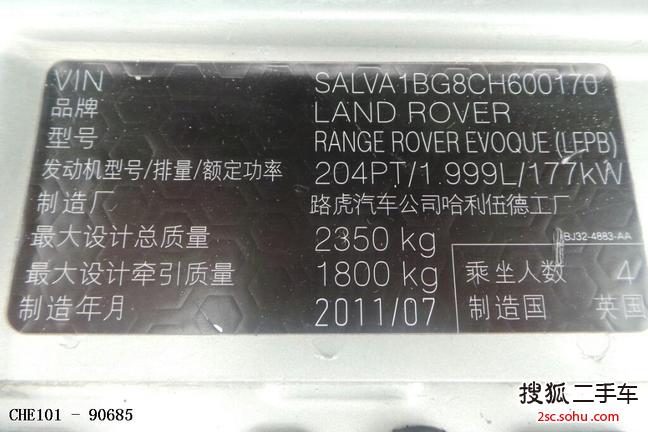 VIN SALVA1BG8CH600170
品牌 LAND ROVER
型号 RANGE ROVER EVOQUE (LFPB)
发动机型号/排量/额定功率 204PT/1.999L/177kW
制造厂 路虎汽车公司哈利伍德工厂
最大设计总质量 2350 kg
BJ32-4883-AA
最大设计牵引质量 1800 kg
乘坐人数 4
制造年月 2011/07
制造国 英国
CHE101 - 90685
搜狐二手车
2sc.sohu.com